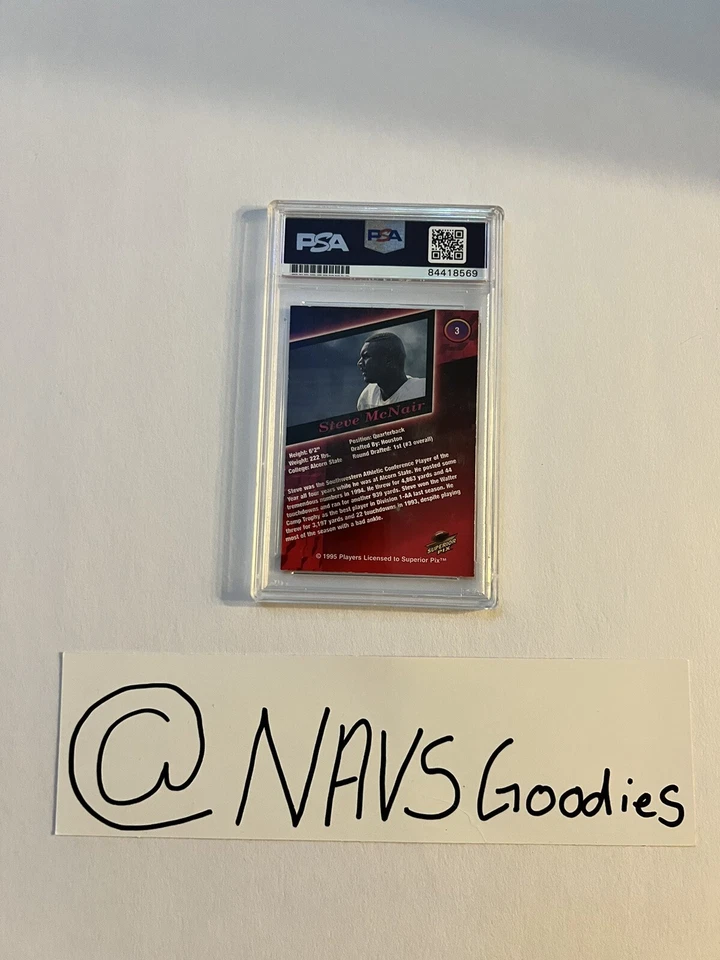 PSA PSA
84418569
3
Steve McNair
Height: 6'2" Position: Quarterback
Weight: 222 lbs. Drafted By: Houston
College: Alcorn State Round Drafted: 1st (#3 overall)
Steve was the Southwestern Athletic Conference Player of the
Year all four years while he was at Alcorn State. He posted some
tremendous numbers in 1994. He threw for 4,863 yards and 44
touchdowns and ran for another 939 yards. Steve won the Walter
Camp Trophy as the best player in Division 1-AA last season. He
threw for 3,197 yards and 22 touchdowns in 1993, despite playing
most of the season with a bad ankle.
SUPERIOR
PIX™
© 1995 Players Licensed to Superior Pix™
@NAVSGoodies